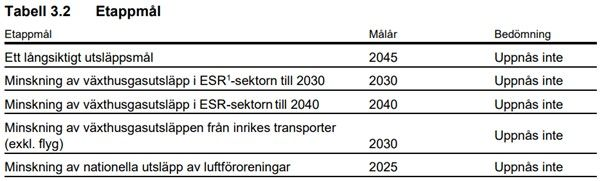 Tabell 3.2 Etappmål
Etappmål Målår Bedömning
Ett långsiktigt utsläppsmål 2045 Uppnås inte
Minskning av växthusgasutsläpp i ESR¹-sektorn till 2030 2030 Uppnås inte
Minskning av växthusgasutsläpp i ESR-sektorn till 2040 2040 Uppnås inte
Minskning av växthusgasutsläppen från inrikes transporter
(exkl. flyg) 2030 Uppnås inte
Minskning av nationella utsläpp av luftföroreningar 2025 Uppnås inte